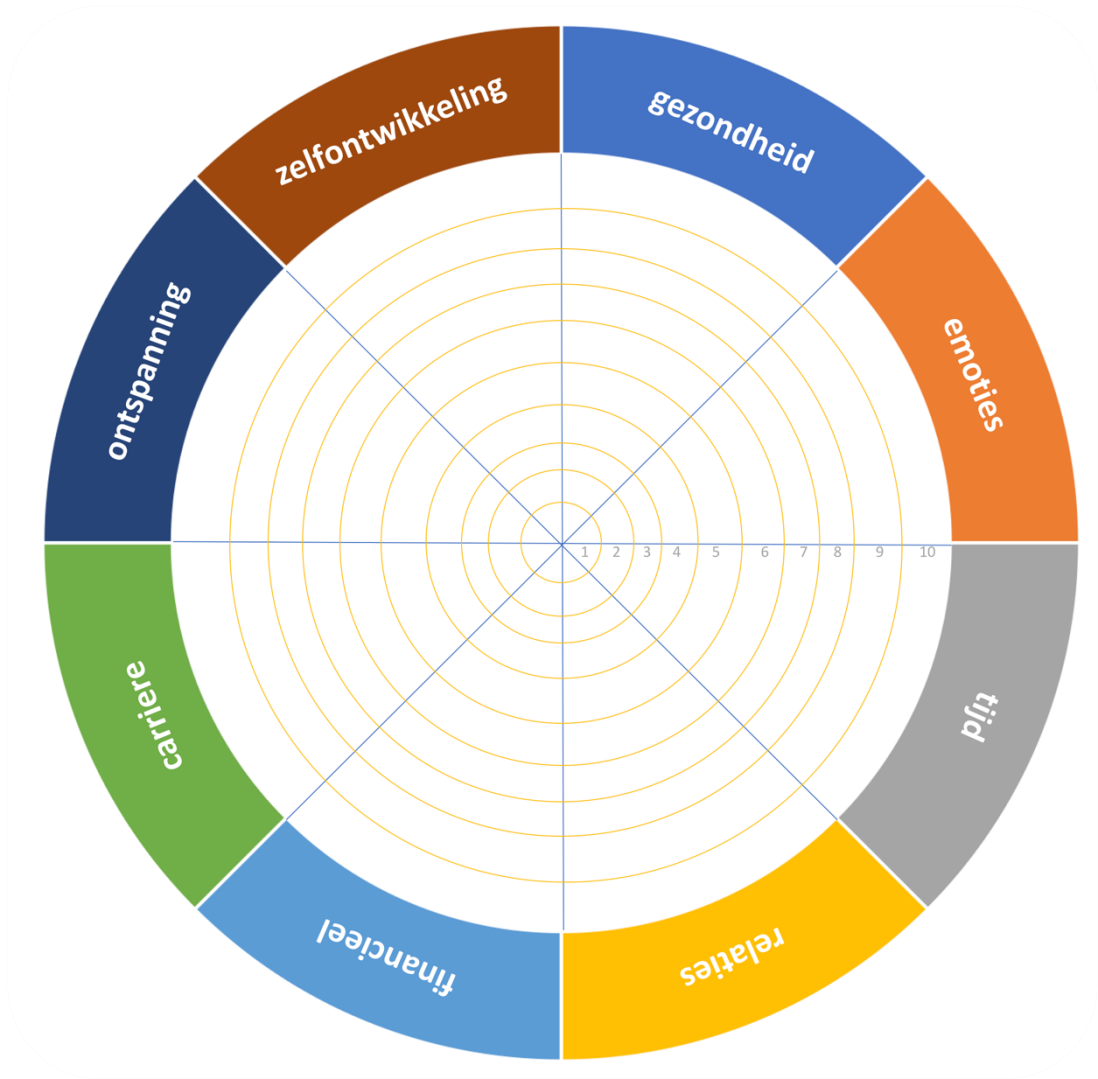 gezondheid
emoties
tijd
relaties
financieel
carriere
ontspanning
zelfontwikkeling
1 2 3 4 5 6 7 8 9 10